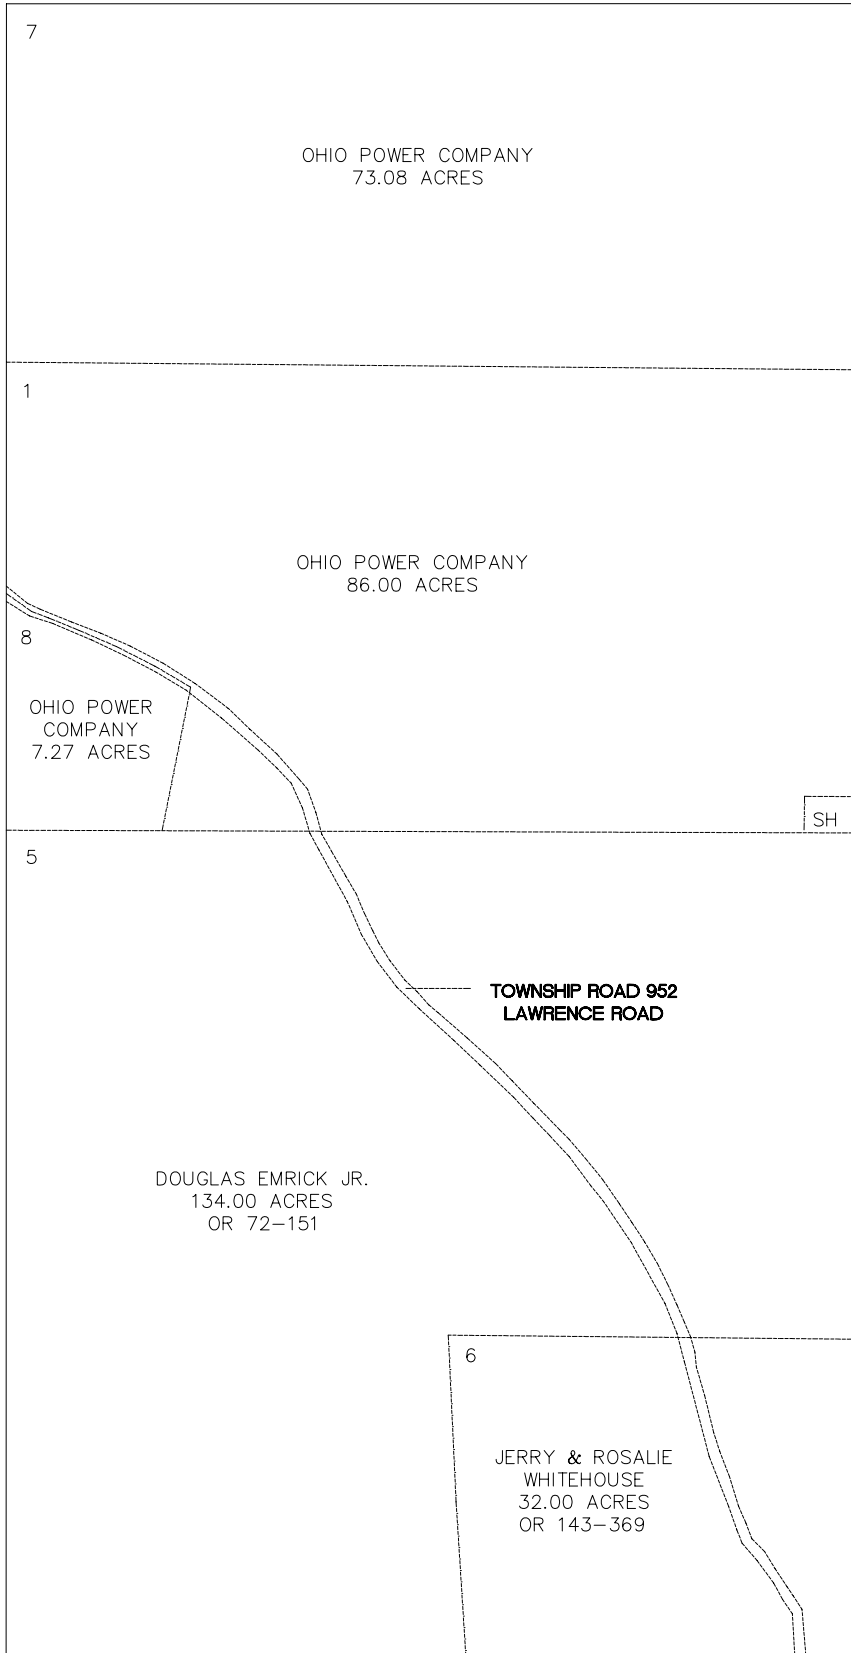 7
OHIO POWER COMPANY
73.08 ACRES
1
OHIO POWER COMPANY
86.00 ACRES
8
OHIO POWER
COMPANY
7.27 ACRES
SH
5
TOWNSHIP ROAD 952
LAWRENCE ROAD
DOUGLAS EMRICK JR.
134.00 ACRES
OR 72-151
6
JERRY & ROSALIE
WHITEHOUSE
32.00 ACRES
OR 143-369